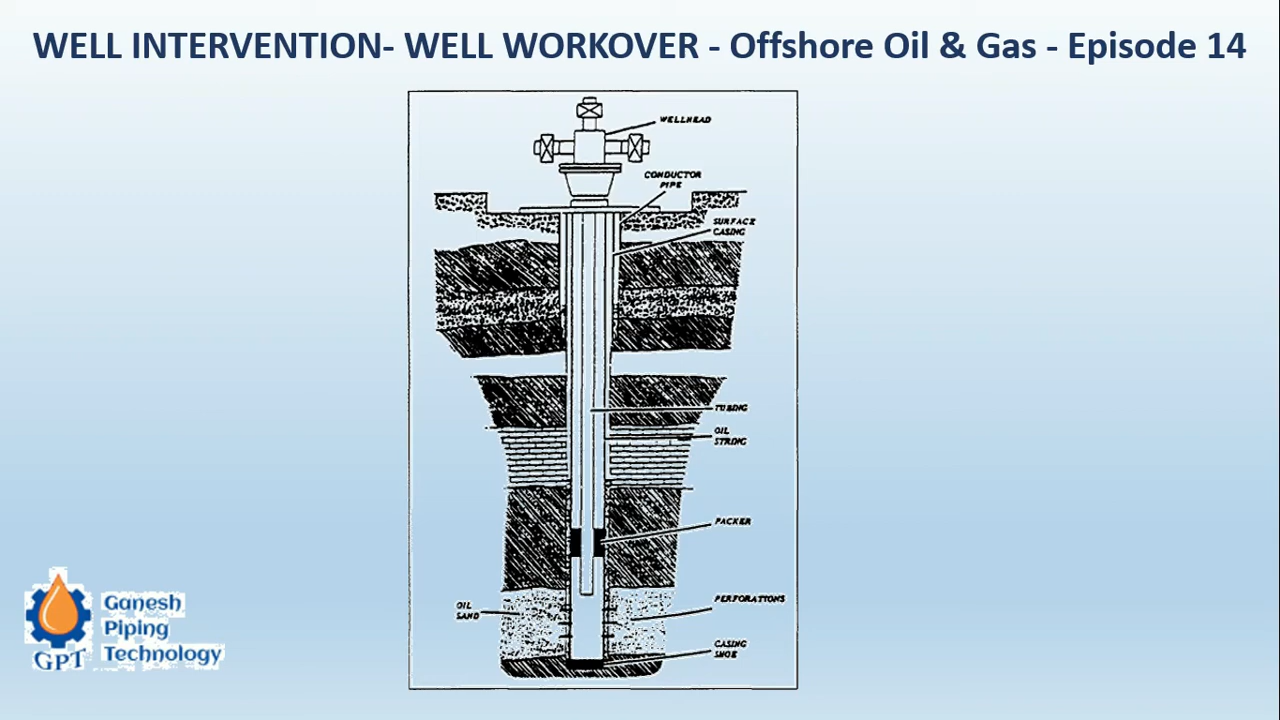 WELL INTERVENTION- WELL WORKOVER - Offshore Oil & Gas - Episode 14
WELLHEAD
CONDUCTOR
PIPE
SURFACE
CASING
TUBING
OIL
STRING
PACKER
OIL
SAND
PERFORATIONS
CASING
SHOE
Ganesh
Piping
Technology
GPT